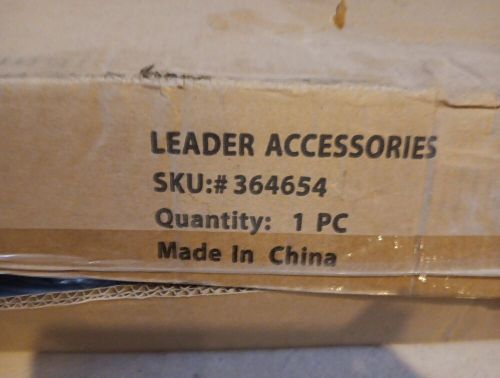 LEADER ACCESSORIES
SKU:#364654
Quantity: 1 PC
Made In China